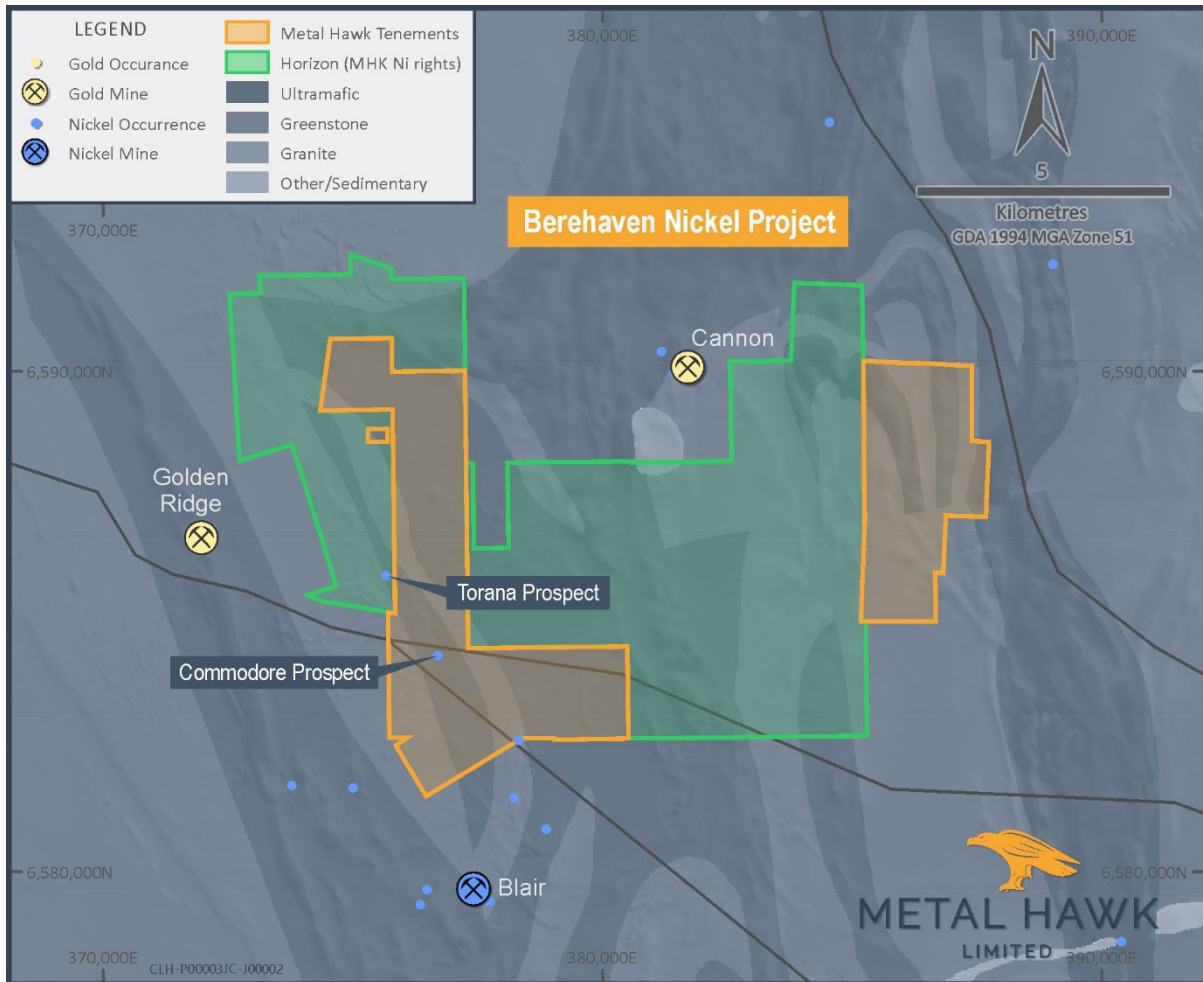 LEGEND
Gold Occurance
Gold Mine
Nickel Occurrence
Nickel Mine
Metal Hawk Tenements
Horizon (MHK Ni rights)
Ultramafic
Greenstone
Granite
Other/Sedimentary
380,000E
390,000E
N
5
Kilometres
GDA 1994 MGA Zone 51
370,000E
Berehaven Nickel Project
Cannon
6,590,000N
6,590,000N
Golden
Ridge
Torana Prospect
Commodore Prospect
6,580,000N
6,580,000N
Blair
METAL HAWK
LIMITED
370,000E
380,000E
390,000E
CLH-P00003JC-J00002